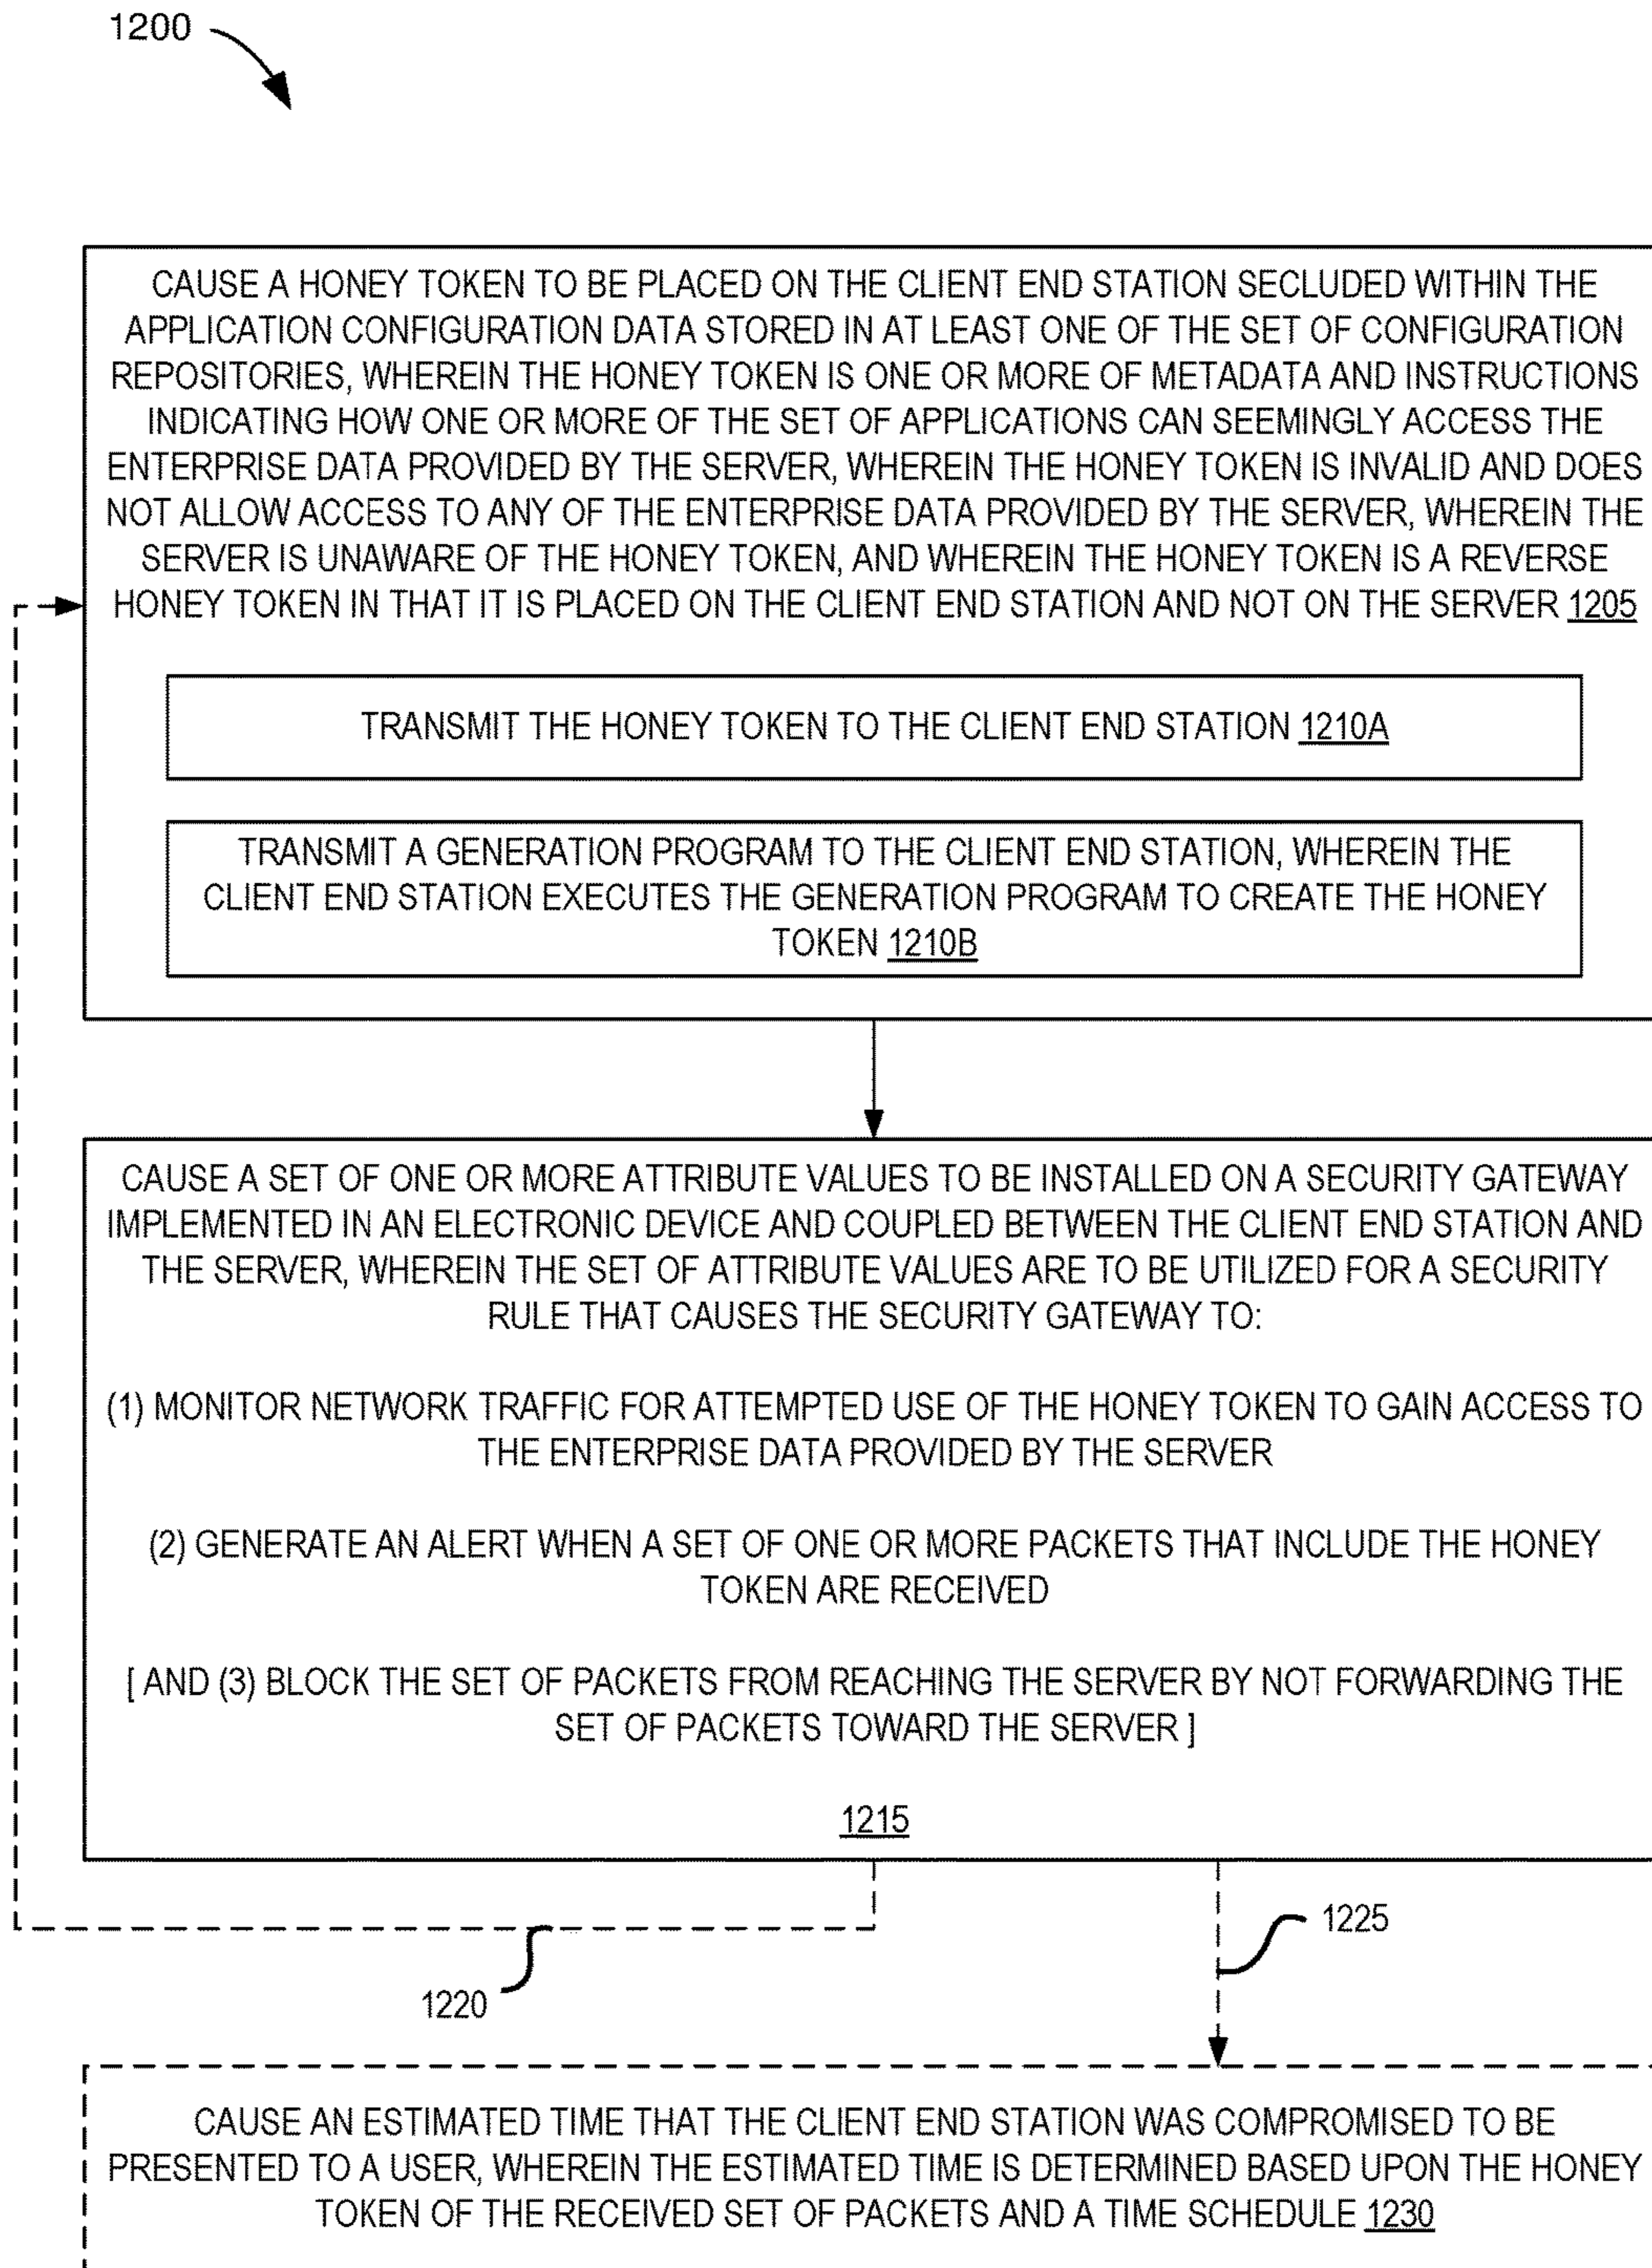 1200
CAUSE A HONEY TOKEN TO BE PLACED ON THE CLIENT END STATION SECLUDED WITHIN THE
APPLICATION CONFIGURATION DATA STORED IN AT LEAST ONE OF THE SET OF CONFIGURATION
REPOSITORIES, WHEREIN THE HONEY TOKEN IS ONE OR MORE OF METADATA AND INSTRUCTIONS
INDICATING HOW ONE OR MORE OF THE SET OF APPLICATIONS CAN SEEMINGLY ACCESS THE
ENTERPRISE DATA PROVIDED BY THE SERVER, WHEREIN THE HONEY TOKEN IS INVALID AND DOES
NOT ALLOW ACCESS TO ANY OF THE ENTERPRISE DATA PROVIDED BY THE SERVER, WHEREIN THE
SERVER IS UNAWARE OF THE HONEY TOKEN, AND WHEREIN THE HONEY TOKEN IS A REVERSE
HONEY TOKEN IN THAT IT IS PLACED ON THE CLIENT END STATION AND NOT ON THE SERVER 1205
TRANSMIT THE HONEY TOKEN TO THE CLIENT END STATION 1210A
TRANSMIT A GENERATION PROGRAM TO THE CLIENT END STATION, WHEREIN THE
CLIENT END STATION EXECUTES THE GENERATION PROGRAM TO CREATE THE HONEY
TOKEN 1210B
CAUSE A SET OF ONE OR MORE ATTRIBUTE VALUES TO BE INSTALLED ON A SECURITY GATEWAY
IMPLEMENTED IN AN ELECTRONIC DEVICE AND COUPLED BETWEEN THE CLIENT END STATION AND
THE SERVER, WHEREIN THE SET OF ATTRIBUTE VALUES ARE TO BE UTILIZED FOR A SECURITY
RULE THAT CAUSES THE SECURITY GATEWAY TO:
(1) MONITOR NETWORK TRAFFIC FOR ATTEMPTED USE OF THE HONEY TOKEN TO GAIN ACCESS TO
THE ENTERPRISE DATA PROVIDED BY THE SERVER
(2) GENERATE AN ALERT WHEN A SET OF ONE OR MORE PACKETS THAT INCLUDE THE HONEY
TOKEN ARE RECEIVED
[ AND (3) BLOCK THE SET OF PACKETS FROM REACHING THE SERVER BY NOT FORWARDING THE
SET OF PACKETS TOWARD THE SERVER ]
1215
1225
1220
CAUSE AN ESTIMATED TIME THAT THE CLIENT END STATION WAS COMPROMISED TO BE
PRESENTED TO A USER, WHEREIN THE ESTIMATED TIME IS DETERMINED BASED UPON THE HONEY
TOKEN OF THE RECEIVED SET OF PACKETS AND A TIME SCHEDULE 1230